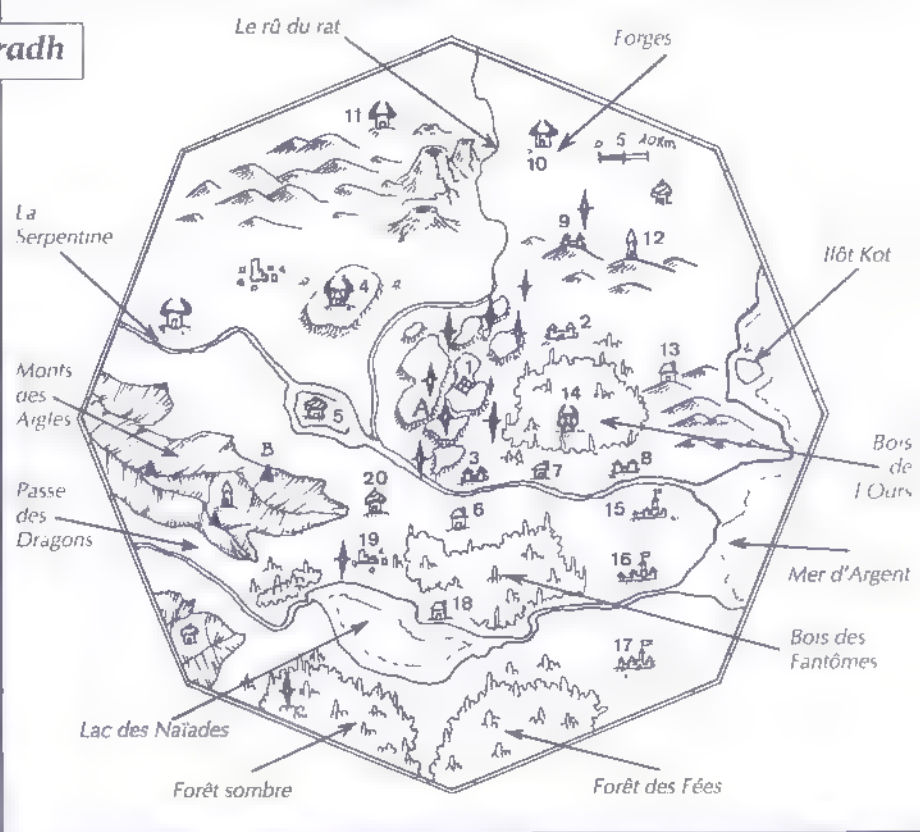 radh
Le rû du rat
Forges
11
10
0 5 10Km
La
Serpentine
9
12
Ilôt Kot
4
2
1
13
Monts
des
Aigles
A
14
5
B
3
7
8
Bois
de
l'Ours
Passe
des
Dragons
20
6
15
19
16
Mer d'Argent
18
17
Bois des
Fantômes
Lac des Naïades
Forêt sombre
Forêt des Fées